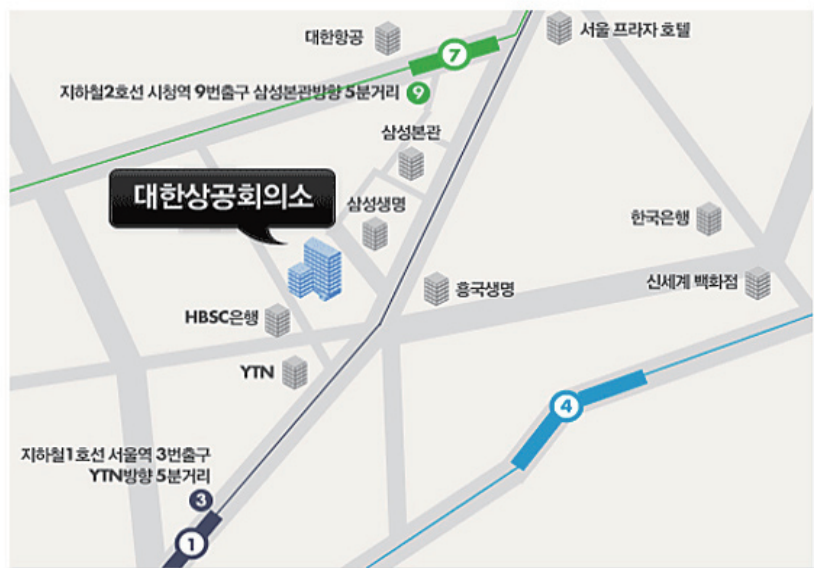 대한항공
7
서울 프라자 호텔
지하철2호선 시청역 9번출구 삼성본관방향 5분거리 9
삼성본관
대한상공회의소
삼성생명
한국은행
흥국생명
신세계 백화점
HBSC은행
YTN
4
지하철1호선 서울역 3번출구
YTN방향 5분거리
3
1